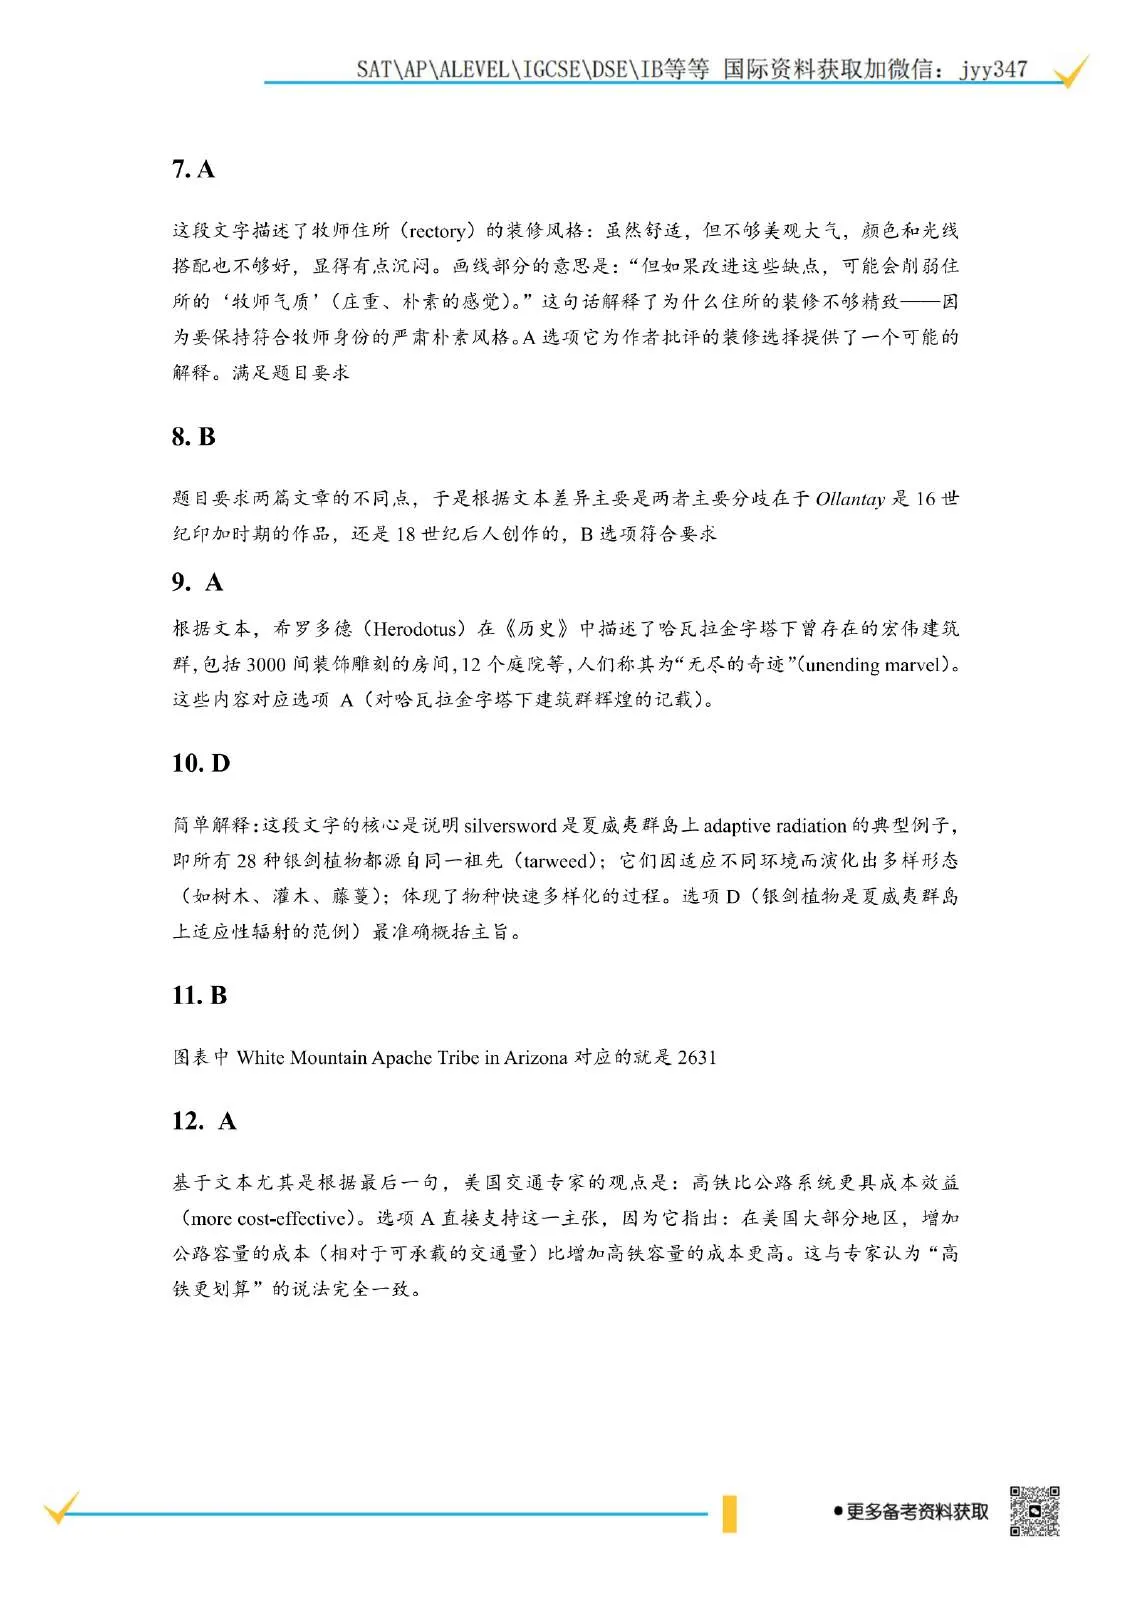 SAT\AP\ALEVEL\IGCSE\DSE\IB等等 国际资料获取加微信：jyy347
7. A
这段文字描述了牧师住所（rectory）的装修风格：虽然舒适，但不够美观大气，颜色和光线
搭配也不够好，显得有点沉闷。画线部分的意思是：“但如果改进这些缺点，可能会削弱住
所的‘牧师气质’（庄重、朴素的感觉）。”这句话解释了为什么住所的装修不够精致——因
为要保持符合牧师身份的严肃朴素风格。A 选项它为作者批评的装修选择提供了一个可能的
解释。满足题目要求
8. B
题目要求两篇文章的不同点，于是根据文本差异主要是两者主要分歧在于 Ollantay 是 16 世
纪印加时期的作品，还是 18 世纪后人创作的，B 选项符合要求
9. A
根据文本，希罗多德（Herodotus）在《历史》中描述了哈瓦拉金字塔下曾存在的宏伟建筑
群，包括 3000 间装饰雕刻的房间，12 个庭院等，人们称其为“无尽的奇迹”（unending marvel）。
这些内容对应选项 A（对哈瓦拉金字塔下建筑群辉煌的记载）。
10. D
简单解释：这段文字的核心是说明 silversword 是夏威夷群岛上 adaptive radiation 的典型例子，
即所有 28 种银剑植物都源自同一祖先（tarweed）；它们因适应不同环境而演化出多样形态
（如树木、灌木、藤蔓）；体现了物种快速多样化的过程。选项 D（银剑植物是夏威夷群岛
上适应性辐射的范例）最准确概括主旨。
11. B
图表中 White Mountain Apache Tribe in Arizona 对应的就是 2631
12. A
基于文本尤其是根据最后一句，美国交通专家的观点是：高铁比公路系统更具成本效益
（more cost-effective）。选项 A 直接支持这一主张，因为它指出：在美国大部分地区，增加
公路容量的成本（相对于可承载的交通量）比增加高铁容量的成本更高。这与专家认为“高
铁更划算”的说法完全一致。
•更多备考资料获取